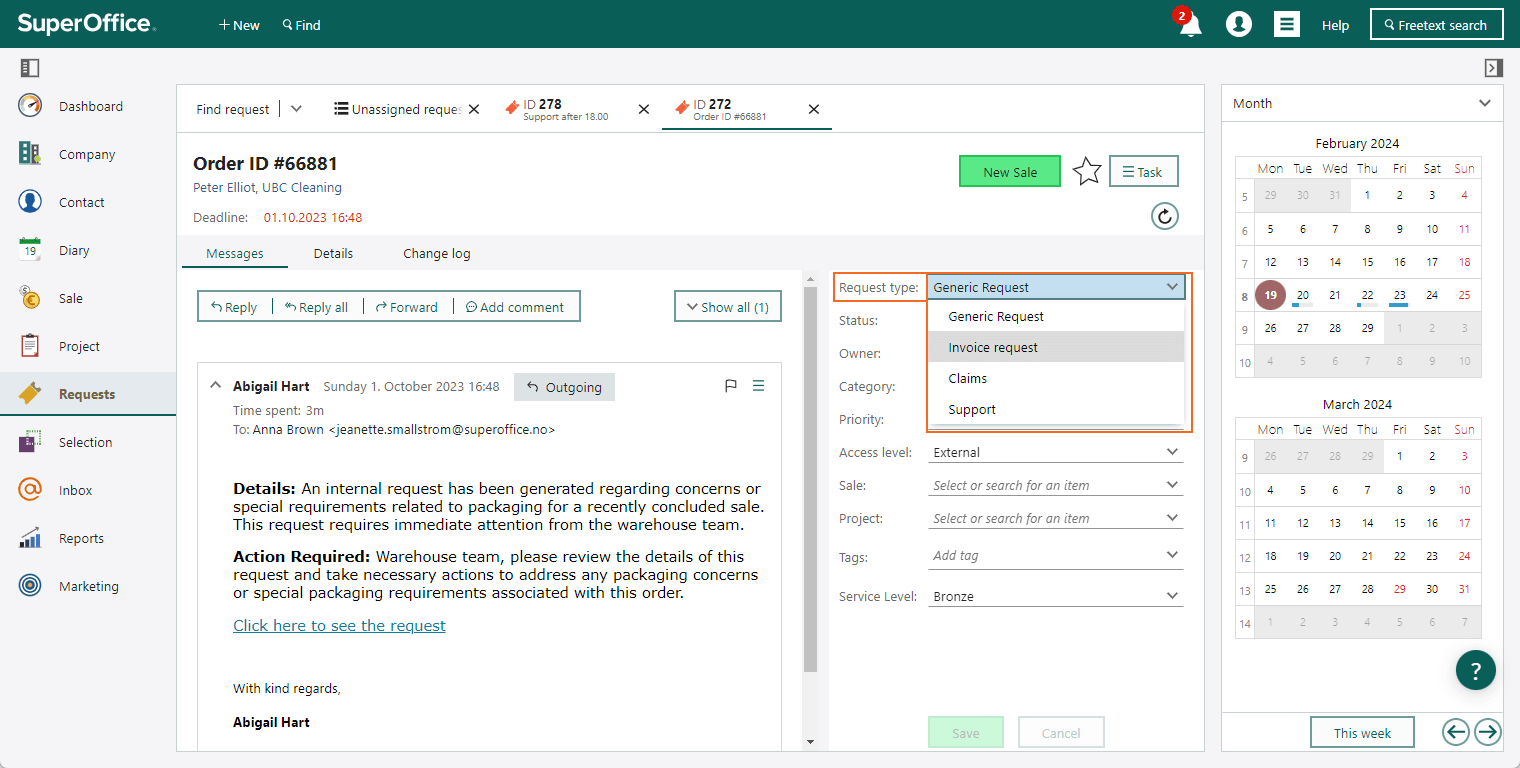 SuperOffice.
+ New
Find
2
Help
Freetext search
Dashboard
Company
Contact
19
Diary
Sale
Project
Requests
Selection
Inbox
Reports
Marketing
Find request
Unassigned reques
ID 278
Support after 18.00
ID 272
Order ID #66881
Order ID #66881
Peter Elliot, UBC Cleaning
Deadline: 01.10.2023 16:48
New Sale
Task
Messages
Details
Change log
Reply
Reply all
Forward
Add comment
Show all (1)
Abigail Hart Sunday 1. October 2023 16:48 Outgoing
Time spent: 3m
To: Anna Brown <jeanette.smallstrom@superoffice.no>
Details: An internal request has been generated regarding concerns or
special requirements related to packaging for a recently concluded sale.
This request requires immediate attention from the warehouse team.
Action Required: Warehouse team, please review the details of this
request and take necessary actions to address any packaging concerns
or special packaging requirements associated with this order.
Click here to see the request
With kind regards,
Abigail Hart
Request type: Generic Request
Generic Request
Invoice request
Claims
Support
Status:
Owner:
Category:
Priority:
Access level: External
Sale: Select or search for an item
Project: Select or search for an item
Tags: Add tag
Service Level: Bronze
Save
Cancel
Month
February 2024
Mon Tue Wed Thu Fri Sat Sun
5 29 30 31 1 2 3 4
6 5 6 7 8 9 10 11
7 12 13 14 15 16 17 18
8 19 20 21 22 23 24 25
9 26 27 28 29 1 2 3
10 4 5 6 7 8 9 10
March 2024
Mon Tue Wed Thu Fri Sat Sun
9 26 27 28 29 1 2 3
10 4 5 6 7 8 9 10
11 11 12 13 14 15 16 17
12 18 19 20 21 22 23 24
13 25 26 27 28 29 30 31
14 1 2 3 4 5 6 7
?
This week